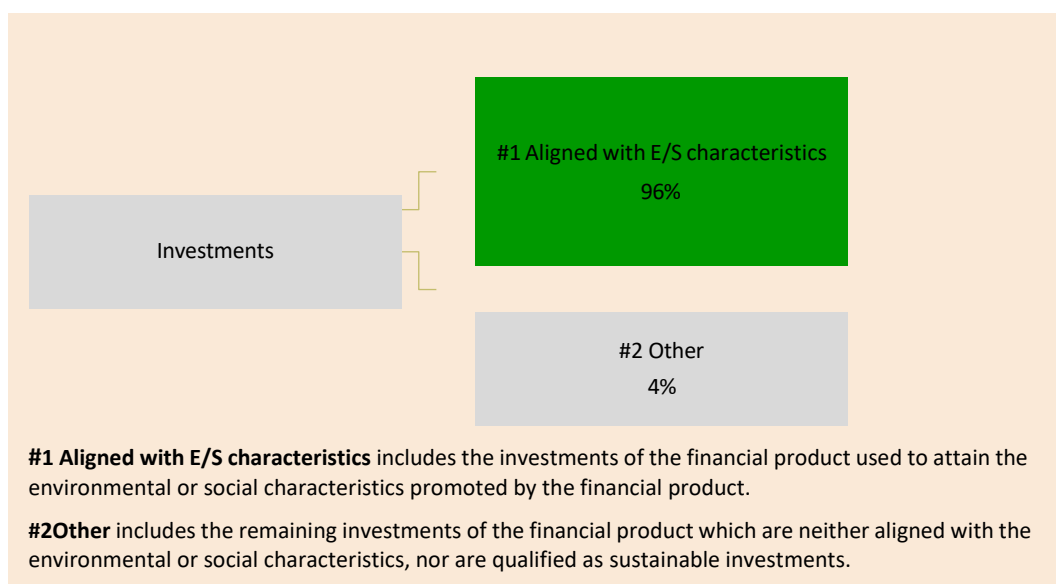 #1 Aligned with E/S characteristics
96%
Investments
#2 Other
4%
#1 Aligned with E/S characteristics includes the investments of the financial product used to attain the
environmental or social characteristics promoted by the financial product.
#2Other includes the remaining investments of the financial product which are neither aligned with the
environmental or social characteristics, nor are qualified as sustainable investments.